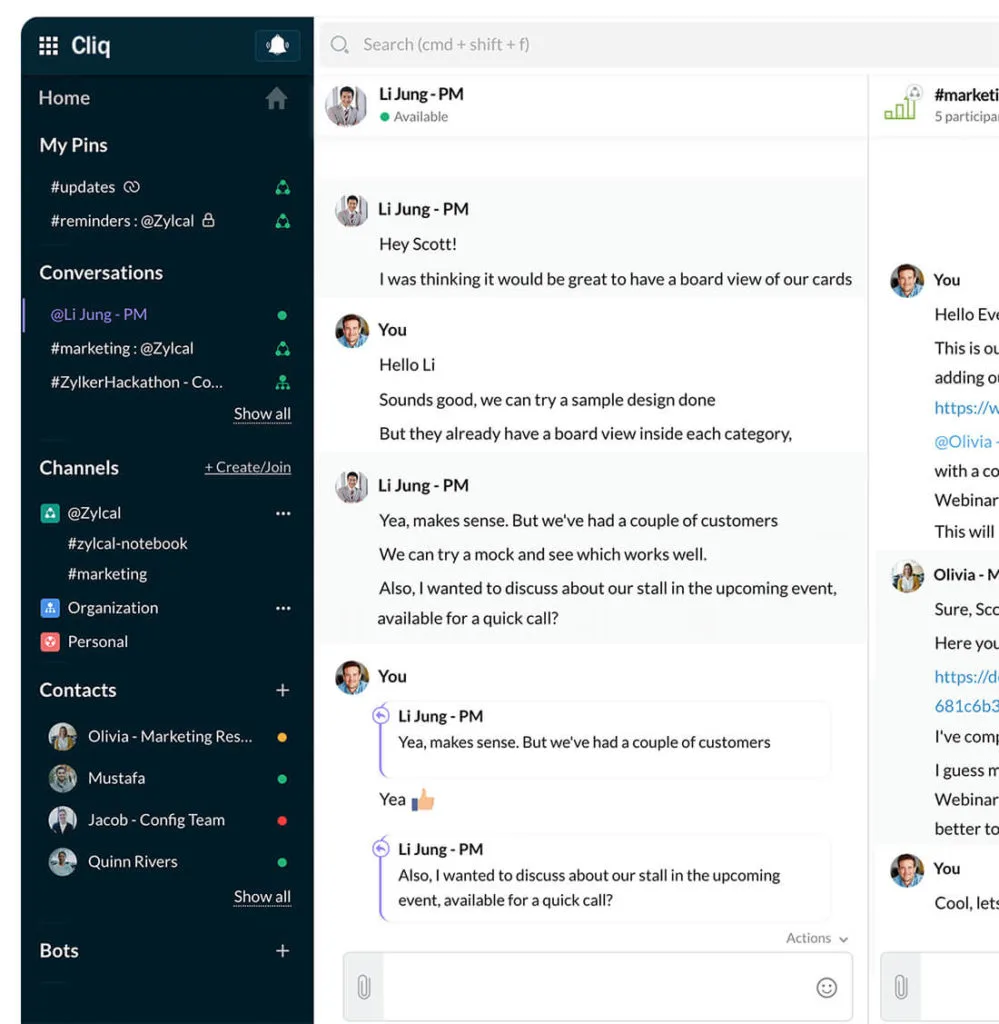 Cliq
Search (cmd + shift + f)
Home
My Pins
#updates
#reminders : @Zylcal
Conversations
@Li Jung - PM
#marketing : @Zylcal
#ZylkerHackathon - Co...
Show all
Channels
+ Create/Join
@Zylcal
#zylcal-notebook
#marketing
Organization
Personal
Contacts
Olivia - Marketing Res...
Mustafa
Jacob - Config Team
Quinn Rivers
Show all
Bots
Li Jung - PM
Available
Li Jung - PM
Hey Scott!
I was thinking it would be great to have a board view of our cards
You
Hello Li
Sounds good, we can try a sample design done
But they already have a board view inside each category,
Li Jung - PM
Yea, makes sense. But we've had a couple of customers
We can try a mock and see which works well.
Also, I wanted to discuss about our stall in the upcoming event,
available for a quick call?
You
Li Jung - PM
Yea, makes sense. But we've had a couple of customers
Yea
Li Jung - PM
Also, I wanted to discuss about our stall in the upcoming
event, available for a quick call?
Actions
#marketi
5 participa
You
Hello Eve
This is ou
adding ou
https://w
@Olivia -
with a co
Webinar
This will
Olivia - M
Sure, Sco
Here you
https://d
681c6b3
I've comp
I guess m
Webinar
better to
You
Cool, lets